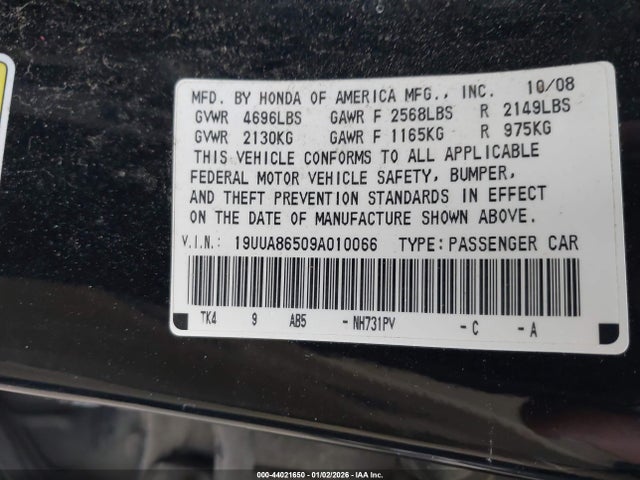 MFD. BY HONDA OF AMERICA MFG., INC. 10/08
GVWR 4696LBS GAWR F 2568LBS R 2149LBS
GVWR 2130KG GAWR F 1165KG R 975KG
THIS VEHICLE CONFORMS TO ALL APPLICABLE
FEDERAL MOTOR VEHICLE SAFETY, BUMPER,
AND THEFT PREVENTION STANDARDS IN EFFECT
ON THE DATE OF MANUFACTURE SHOWN ABOVE.
V.I.N.: 19UUA86509A010066 TYPE: PASSENGER CAR
TK4 9 AB5 -NH731PV -C -A
000-44021650 | 01/02/2026 | IAA Inc.